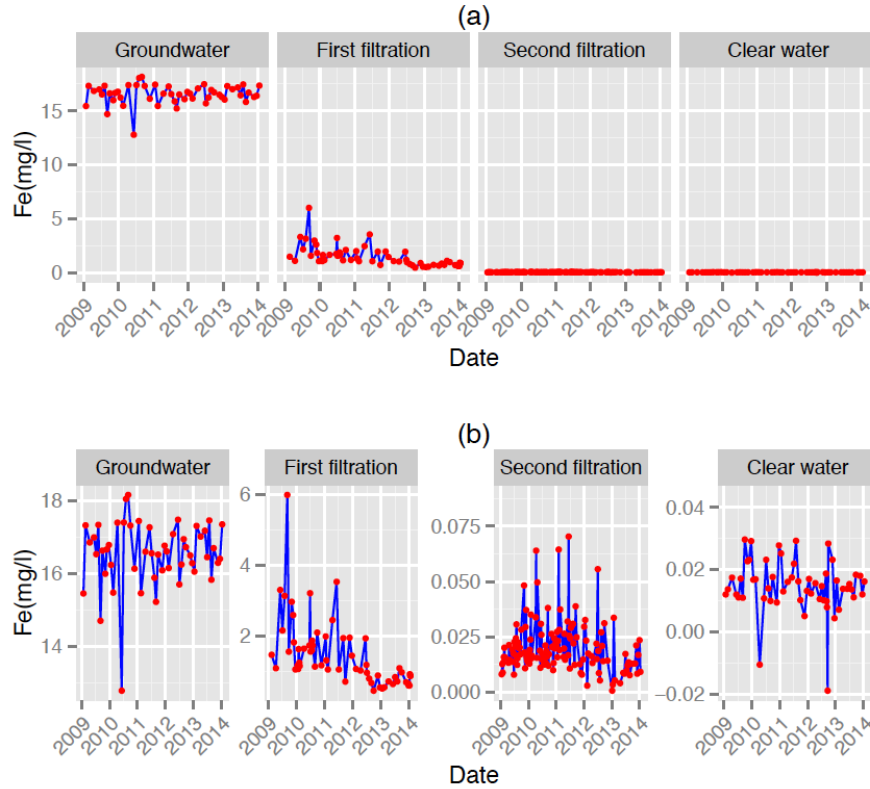 (a)
Groundwater First filtration Second filtration Clear water
Fe(mg/l)
15
10
5
0
2009 2010 2011 2012 2013 2014 2009 2010 2011 2012 2013 2014 2009 2010 2011 2012 2013 2014 2009 2010 2011 2012 2013 2014
Date
(b)
Groundwater First filtration Second filtration Clear water
Fe(mg/l)
18
16
14
6
4
2
0.075
0.050
0.025
0.000
0.04
0.02
0.00
−0.02
2009 2010 2011 2012 2013 2014 2009 2010 2011 2012 2013 2014 2009 2010 2011 2012 2013 2014 2009 2010 2011 2012 2013 2014
Date